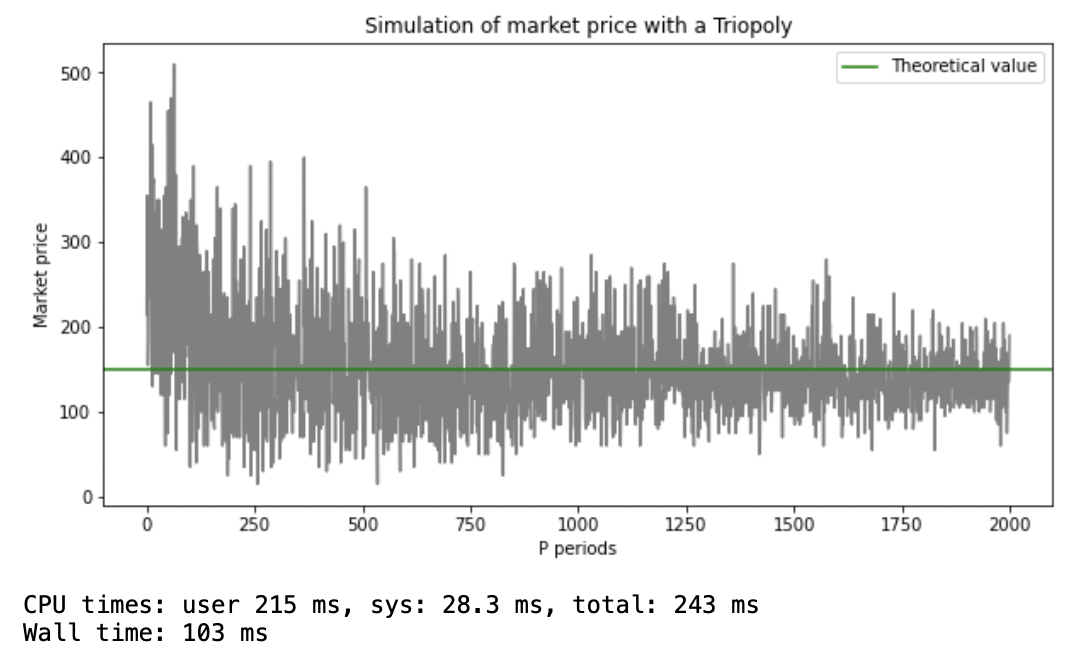 Simulation of market price with a Triopoly
Theoretical value
Market price
500
400
300
200
100
0
0 250 500 750 1000 1250 1500 1750 2000
P periods
CPU times: user 215 ms, sys: 28.3 ms, total: 243 ms
Wall time: 103 ms